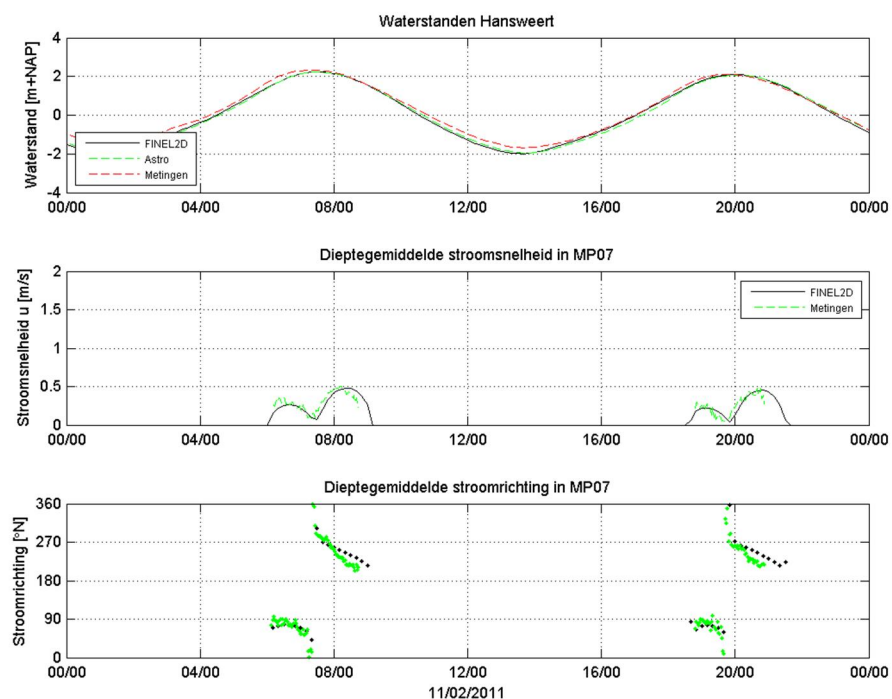 Waterstanden Hansweert
Waterstand [m+NAP]
4
2
0
-2
-4
FINEL2D
Astro
Metingen
00/00 04/00 08/00 12/00 16/00 20/00 00/00
Dieptegemiddelde stroomsnelheid in MP07
Stroomsnelheid u [m/s]
2
1.5
1
0.5
0
FINEL2D
Metingen
00/00 04/00 08/00 12/00 16/00 20/00 00/00
Dieptegemiddelde stroomrichting in MP07
Stroomrichting [°N]
360
270
180
90
0
00/00 04/00 08/00 12/00 16/00 20/00 00/00
11/02/2011